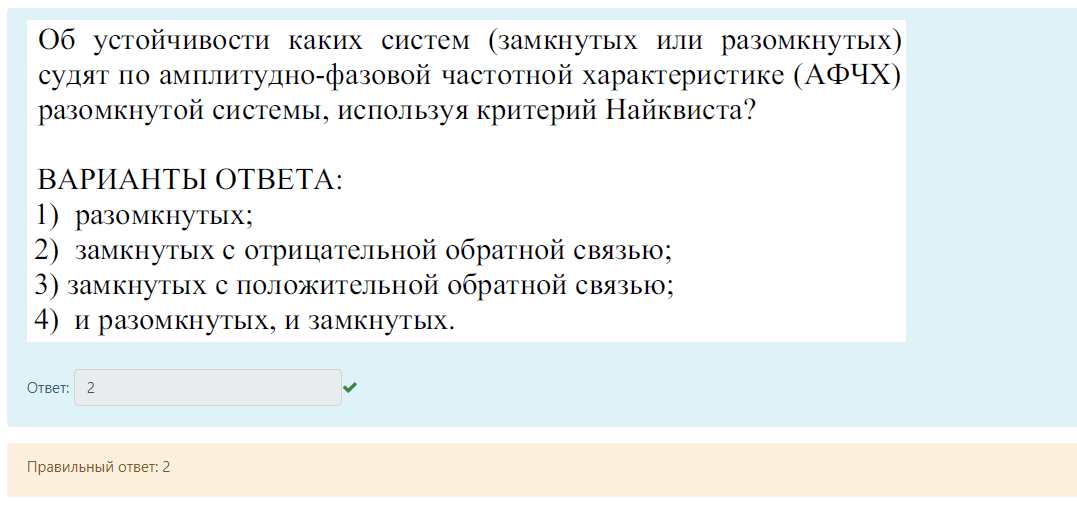 Об устойчивости каких систем (замкнутых или разомкнутых)
судят по амплитудно-фазовой частотной характеристике (АФЧХ)
разомкнутой системы, используя критерий Найквиста?
ВАРИАНТЫ ОТВЕТА:
1) разомкнутых;
2) замкнутых с отрицательной обратной связью;
3) замкнутых с положительной обратной связью;
4) и разомкнутых, и замкнутых.
Ответ: 2
Правильный ответ: 2